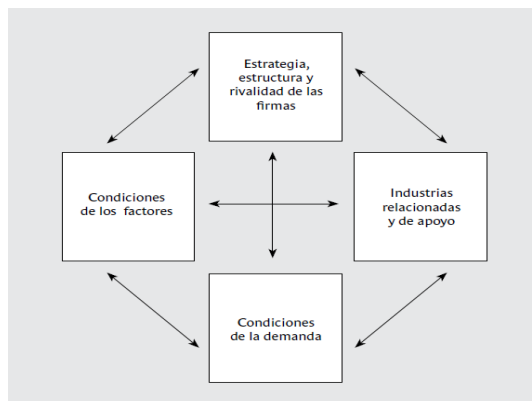 Estrategia,
estructura y
rivalidad de las
firmas
Condiciones
de los factores
Industrias
relacionadas
y de apoyo
Condiciones
de la demanda